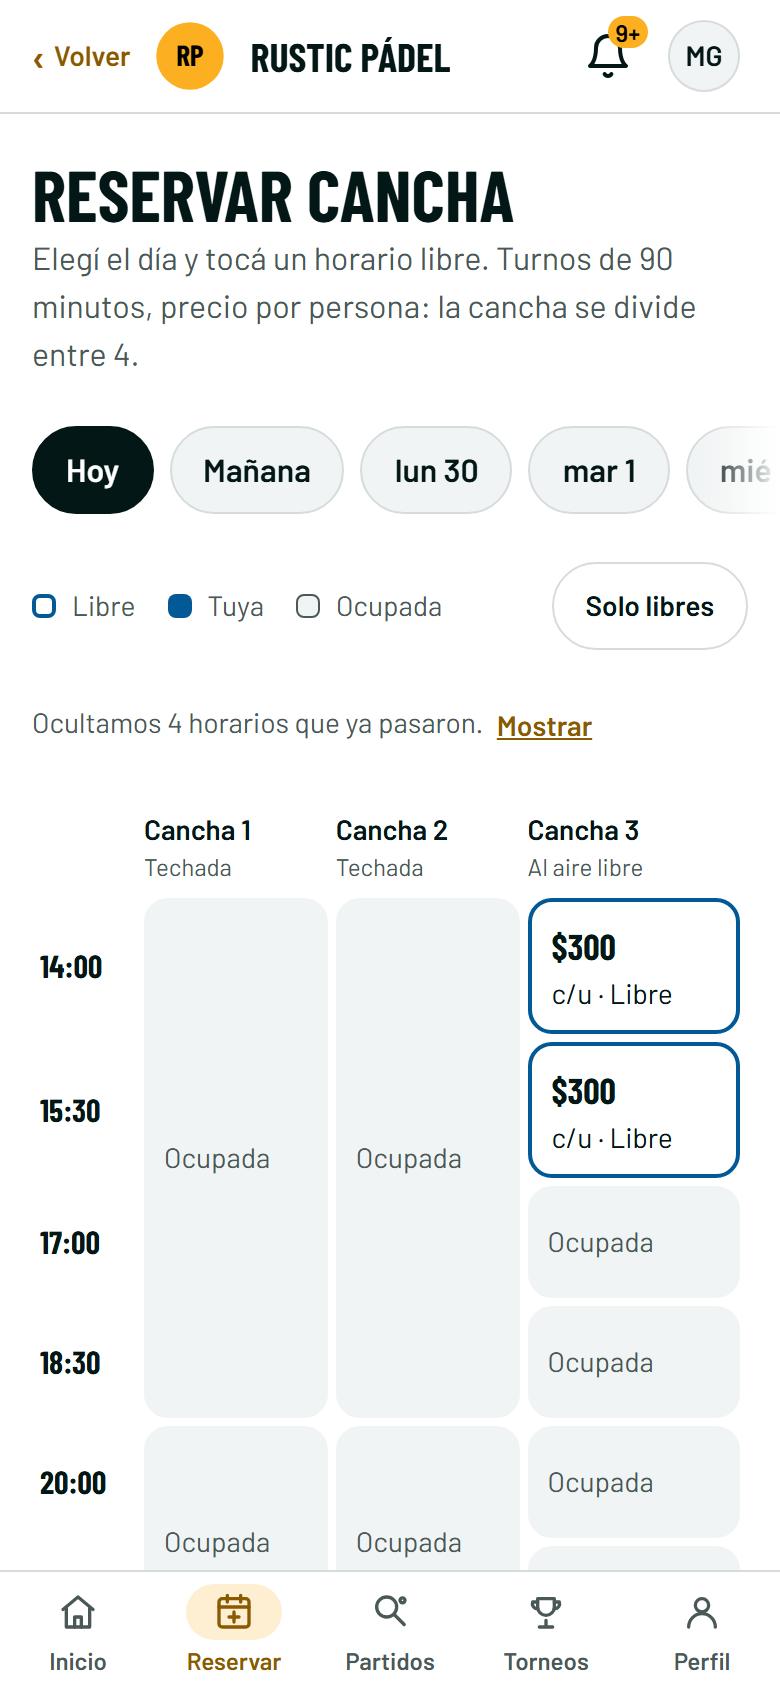 ‹ Volver
RP
RUSTIC PÁDEL
9+
MG
RESERVAR CANCHA
Elegí el día y tocá un horario libre. Turnos de 90
minutos, precio por persona: la cancha se divide
entre 4.
Hoy
Mañana
lun 30
mar 1
mié
Libre
Tuya
Ocupada
Solo libres
Ocultamos 4 horarios que ya pasaron. Mostrar
Cancha 1
Techada
Cancha 2
Techada
Cancha 3
Al aire libre
14:00
$300
c/u · Libre
15:30
$300
c/u · Libre
Ocupada
Ocupada
17:00
Ocupada
18:30
Ocupada
20:00
Ocupada
Ocupada
Ocupada
Inicio
Reservar
Partidos
Torneos
Perfil